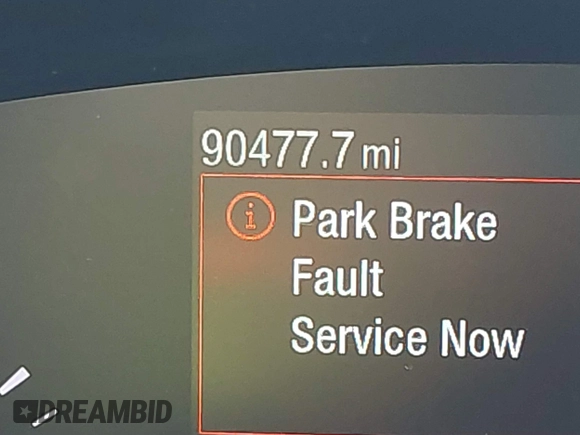 90477.7 mi
Park Brake
Fault
Service Now
DREAMBID